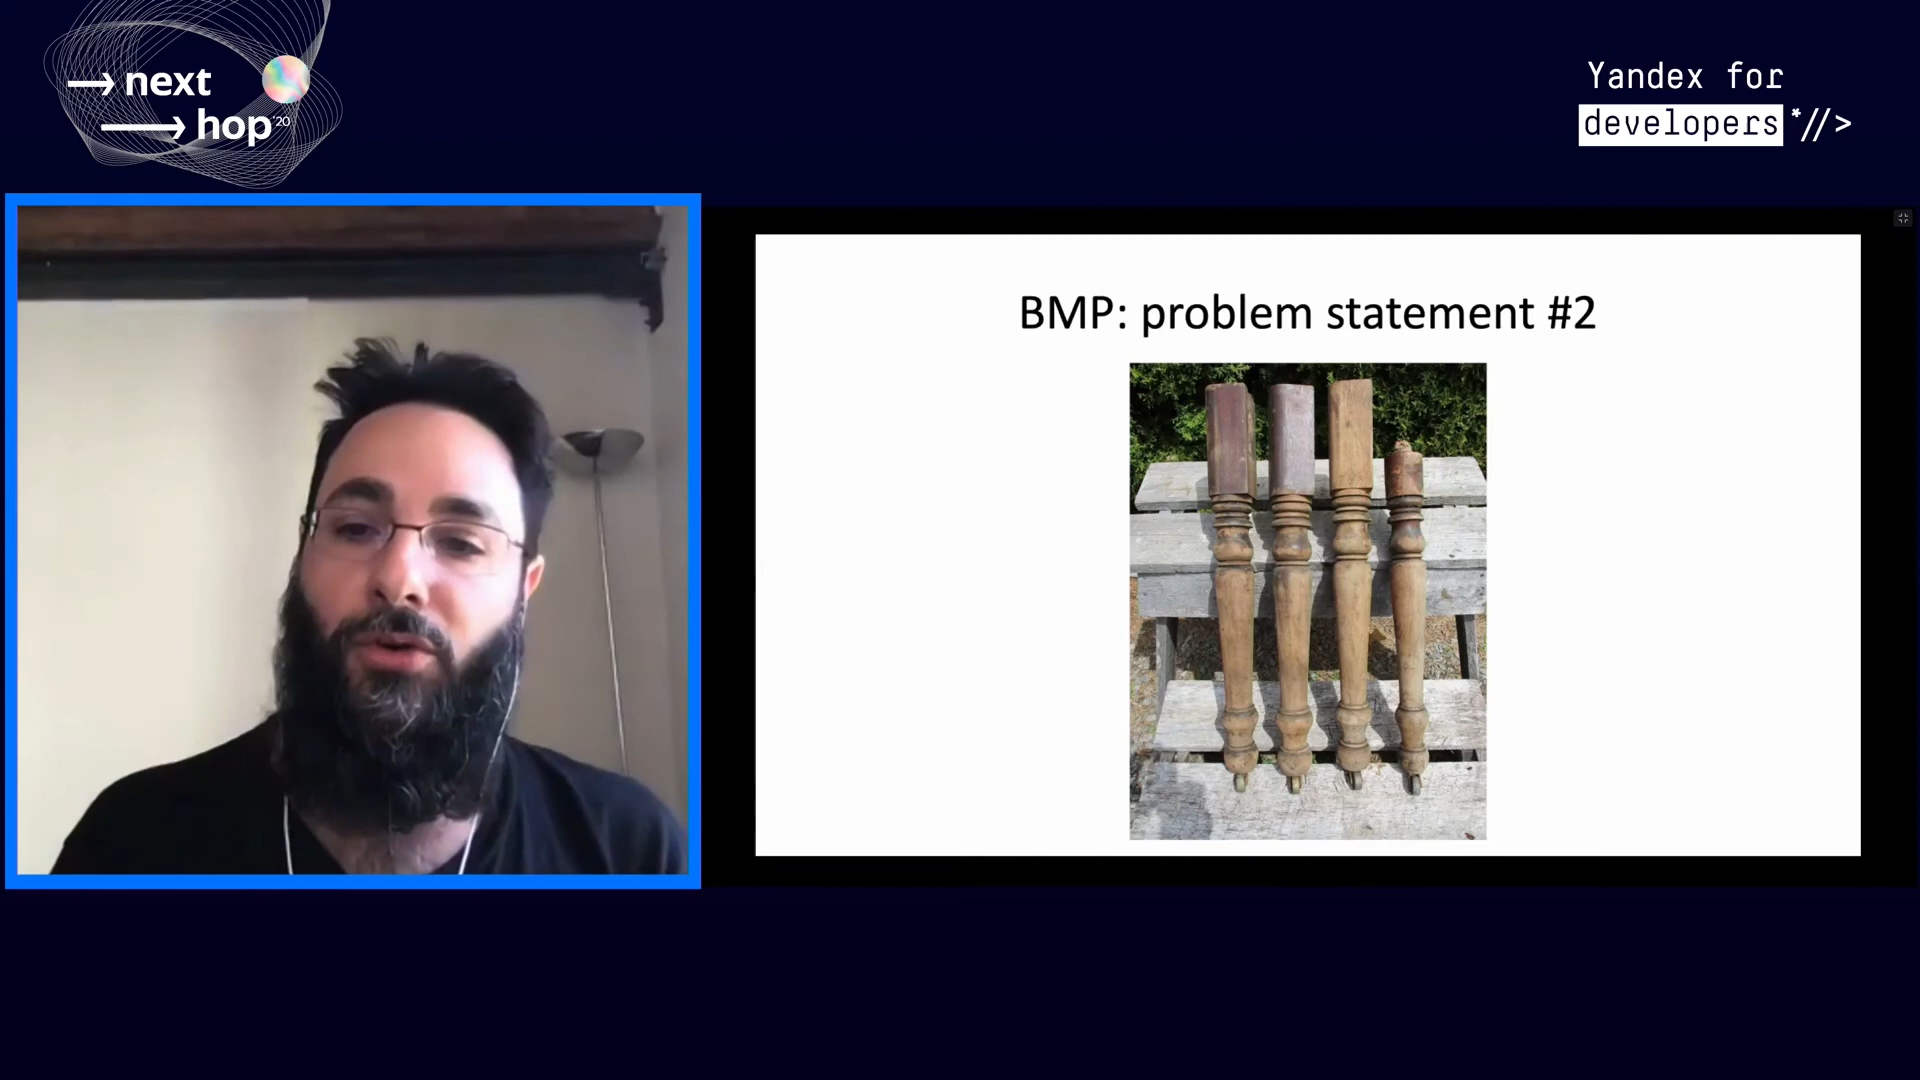 next
hop '20
Yandex for
developers *//>
BMP: problem statement #2